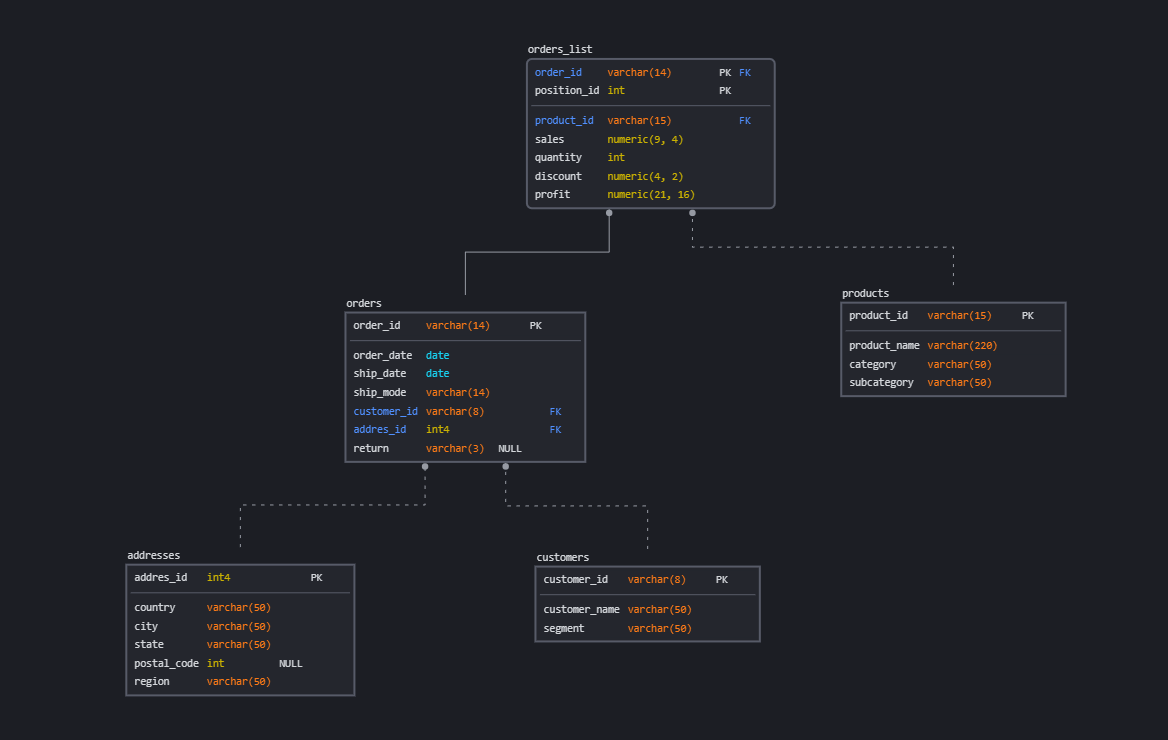 orders_list
order_id varchar(14) PK FK
position_id int PK
product_id varchar(15) FK
sales numeric(9, 4)
quantity int
discount numeric(4, 2)
profit numeric(21, 16)
products
product_id varchar(15) PK
product_name varchar(220)
category varchar(50)
subcategory varchar(50)
orders
order_id varchar(14) PK
order_date date
ship_date date
ship_mode varchar(14)
customer_id varchar(8) FK
addres_id int4 FK
return varchar(3) NULL
addresses
addres_id int4 PK
country varchar(50)
city varchar(50)
state varchar(50)
postal_code int NULL
region varchar(50)
customers
customer_id varchar(8) PK
customer_name varchar(50)
segment varchar(50)